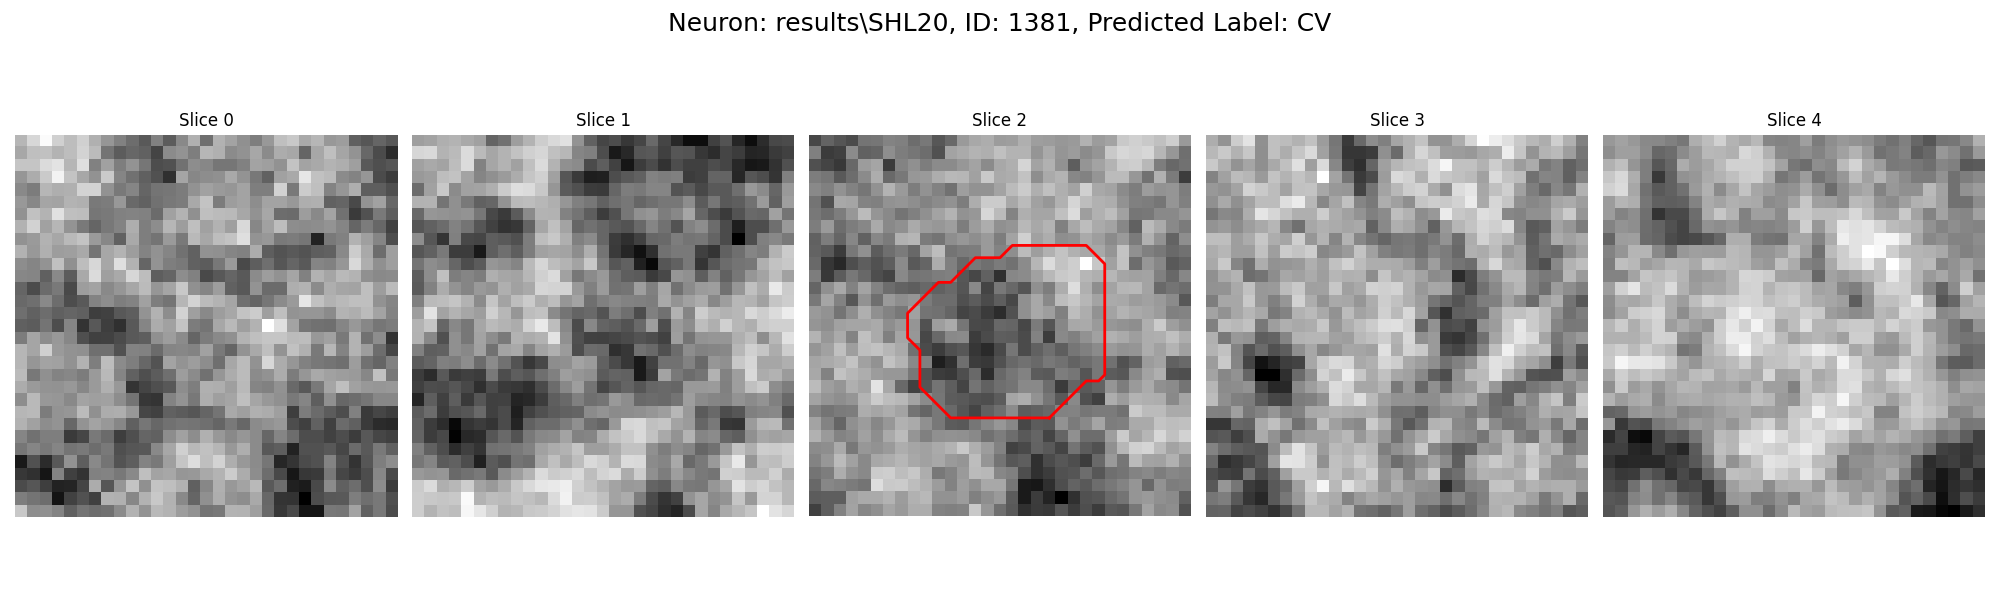 Neuron: results\SHL20, ID: 1381, Predicted Label: CV
Slice 0
Slice 1
Slice 2
Slice 3
Slice 4